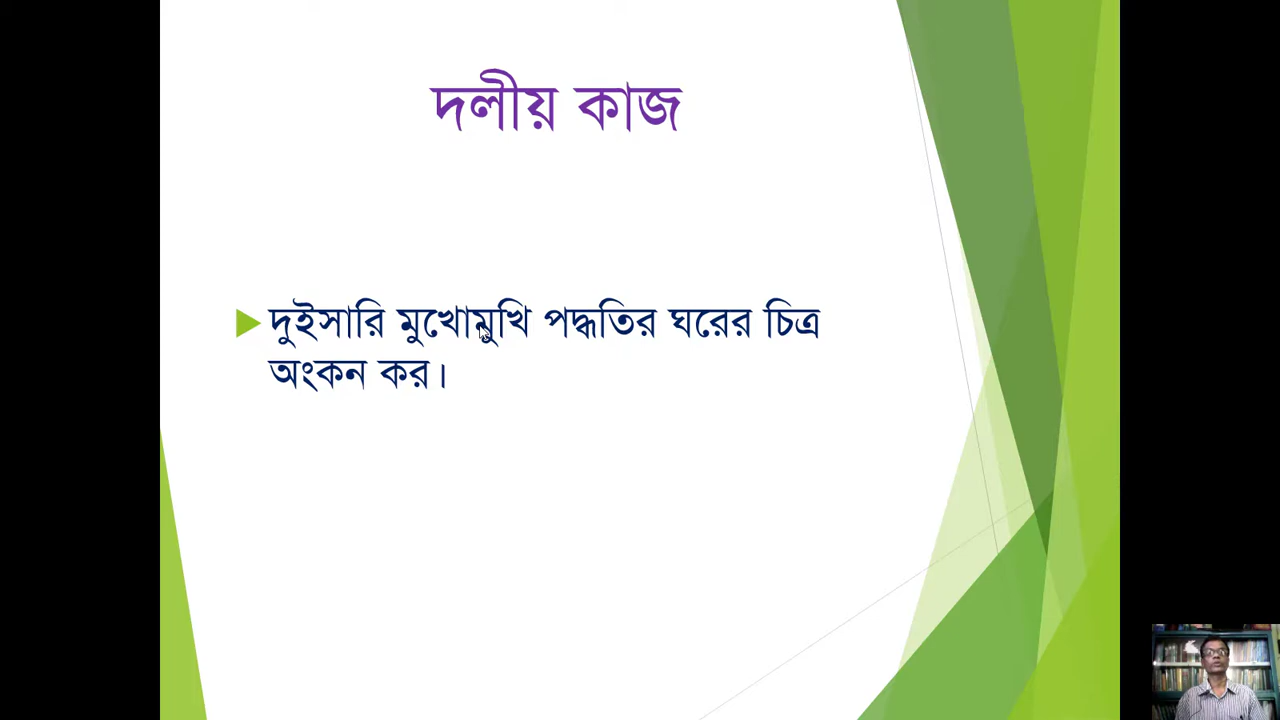 দলীয় কাজ
দুইসারি মুখোমুখি পদ্ধতির ঘরের চিত্র
অংকন কর।